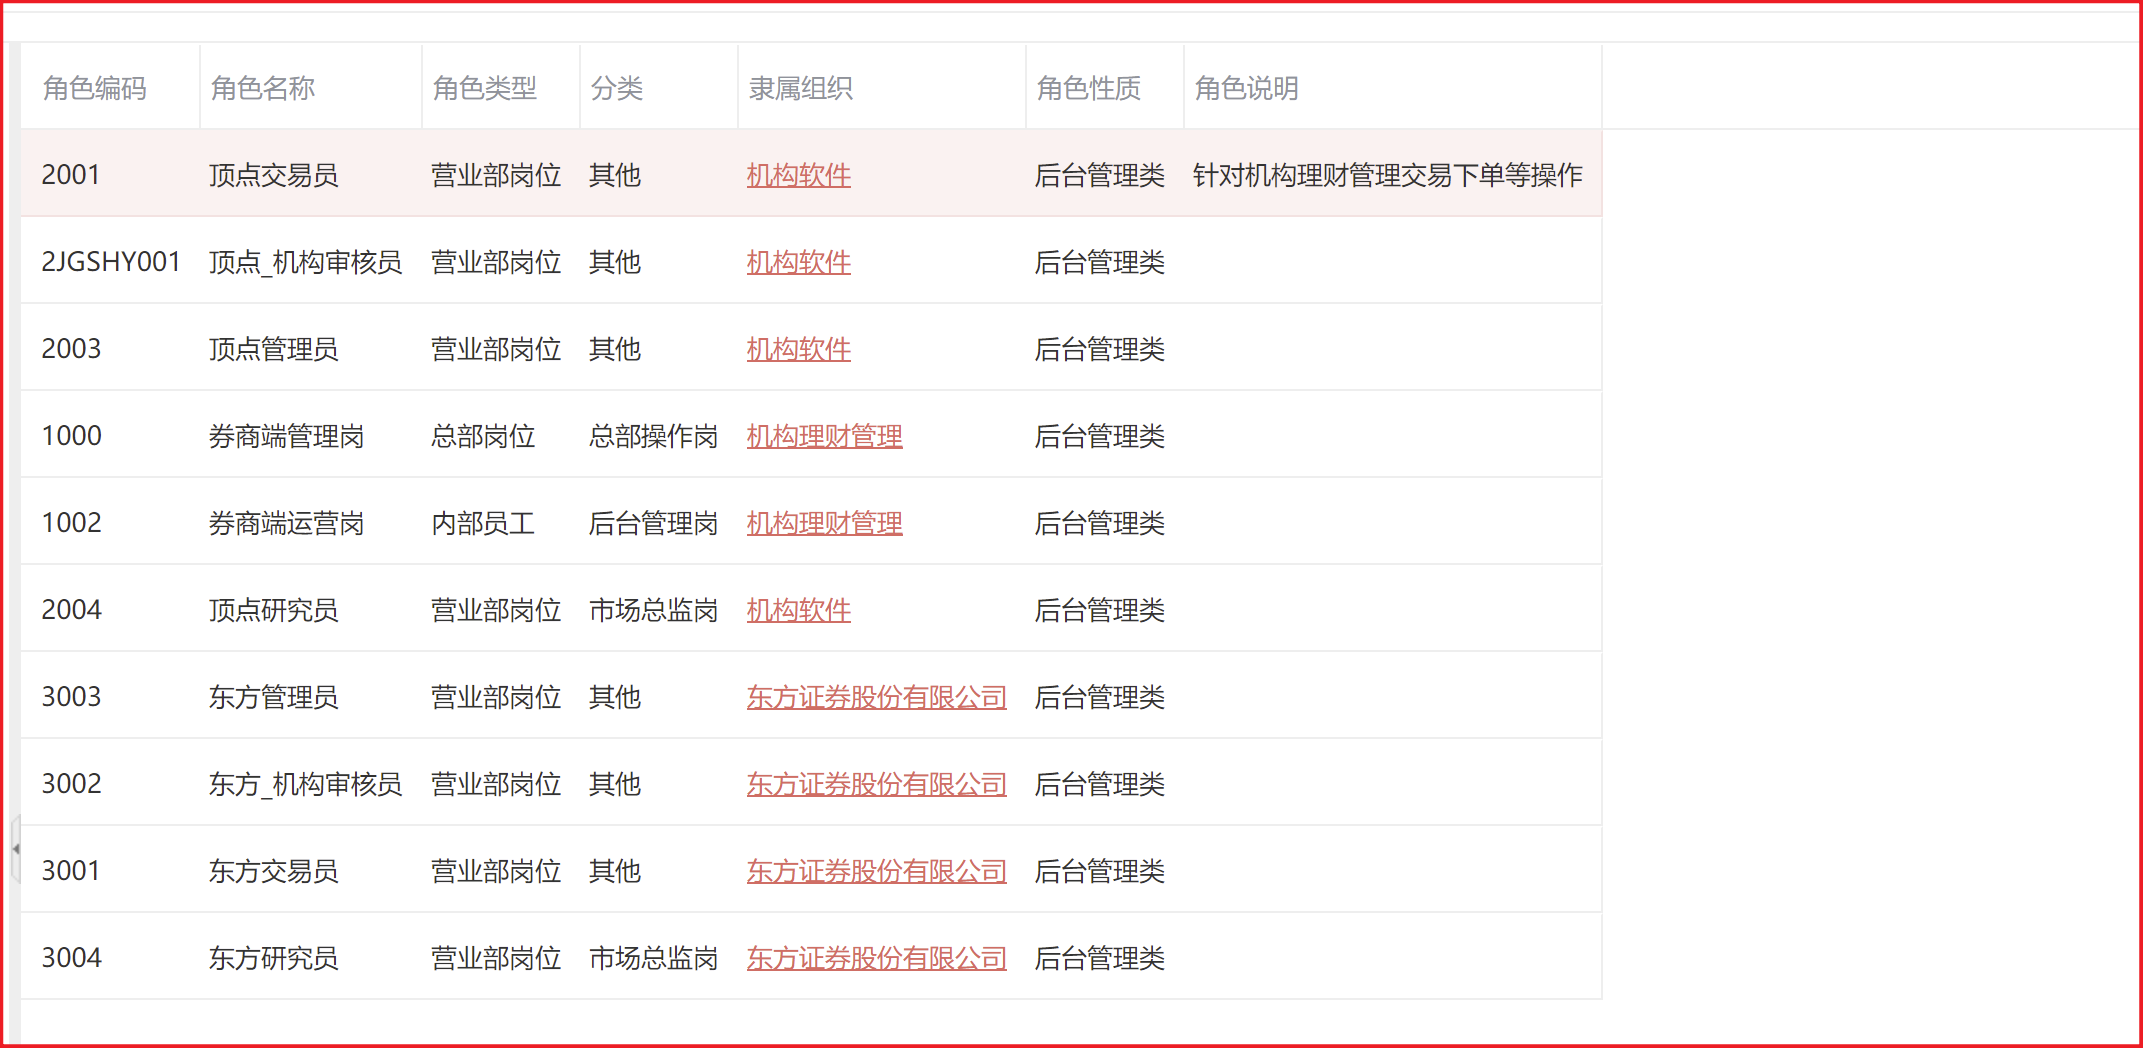 角色编码 角色名称 角色类型 分类 隶属组织 角色性质 角色说明
2001 顶点交易员 营业部岗位 其他 机构软件 后台管理类 针对机构理财管理交易下单等操作
2JGSHY001 顶点_机构审核员 营业部岗位 其他 机构软件 后台管理类
2003 顶点管理员 营业部岗位 其他 机构软件 后台管理类
1000 券商端管理岗 总部岗位 总部操作岗 机构理财管理 后台管理类
1002 券商端运营岗 内部员工 后台管理岗 机构理财管理 后台管理类
2004 顶点研究员 营业部岗位 市场总监岗 机构软件 后台管理类
3003 东方管理员 营业部岗位 其他 东方证券股份有限公司 后台管理类
3002 东方_机构审核员 营业部岗位 其他 东方证券股份有限公司 后台管理类
3001 东方交易员 营业部岗位 其他 东方证券股份有限公司 后台管理类
3004 东方研究员 营业部岗位 市场总监岗 东方证券股份有限公司 后台管理类